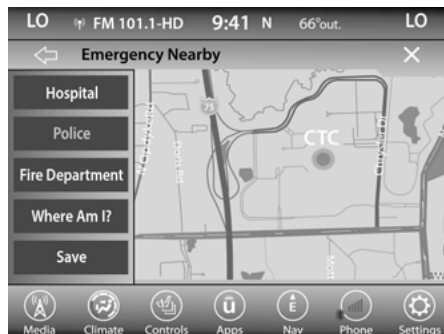 LO FM 101.1-HD 9:41 N 66°out. LO
Emergency Nearby
Hospital
Police
Fire Department
Where Am I?
Save
75
CTC
Media Climate Controls Apps Nav Phone Settings